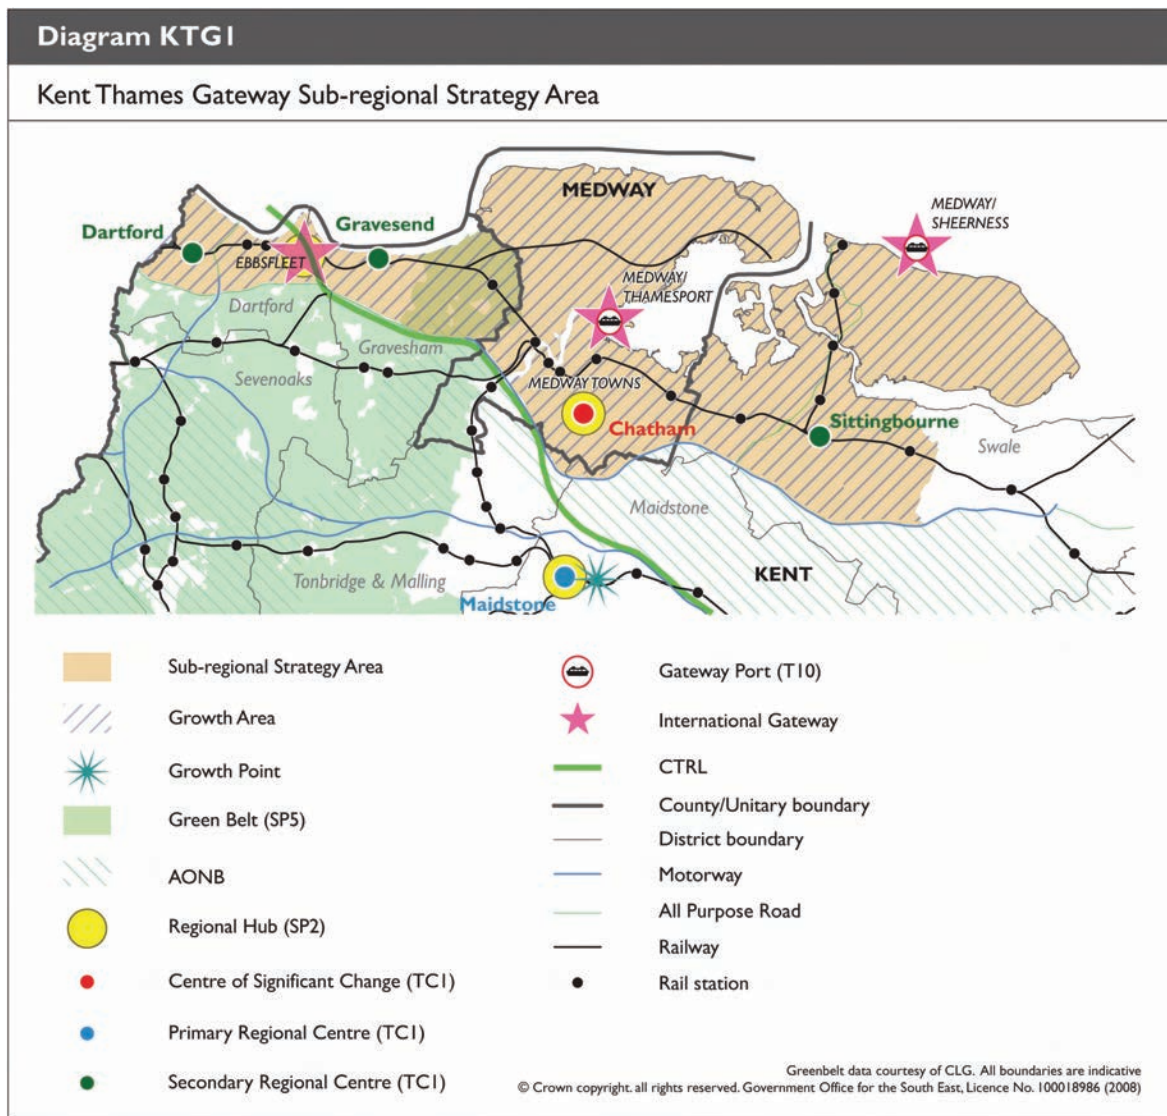 Diagram KTG1
Kent Thames Gateway Sub-regional Strategy Area
MEDWAY
MEDWAY/
SHEERNESS
Dartford
Gravesend
EBBSFLEET
MEDWAY/
THAMESPORT
Dartford
Gravesham
Sevenoaks
MEDWAY TOWNS
Chatham
Sittingbourne
Swale
Maidstone
Tonbridge & Malling
KENT
Maidstone
Sub-regional Strategy Area
Growth Area
Growth Point
Green Belt (SP5)
AONB
Regional Hub (SP2)
Centre of Significant Change (TC1)
Primary Regional Centre (TC1)
Secondary Regional Centre (TC1)
Gateway Port (T10)
International Gateway
CTRL
County/Unitary boundary
District boundary
Motorway
All Purpose Road
Railway
Rail station
Greenbelt data courtesy of CLG. All boundaries are indicative
© Crown copyright. all rights reserved. Government Office for the South East, Licence No. 100018986 (2008)